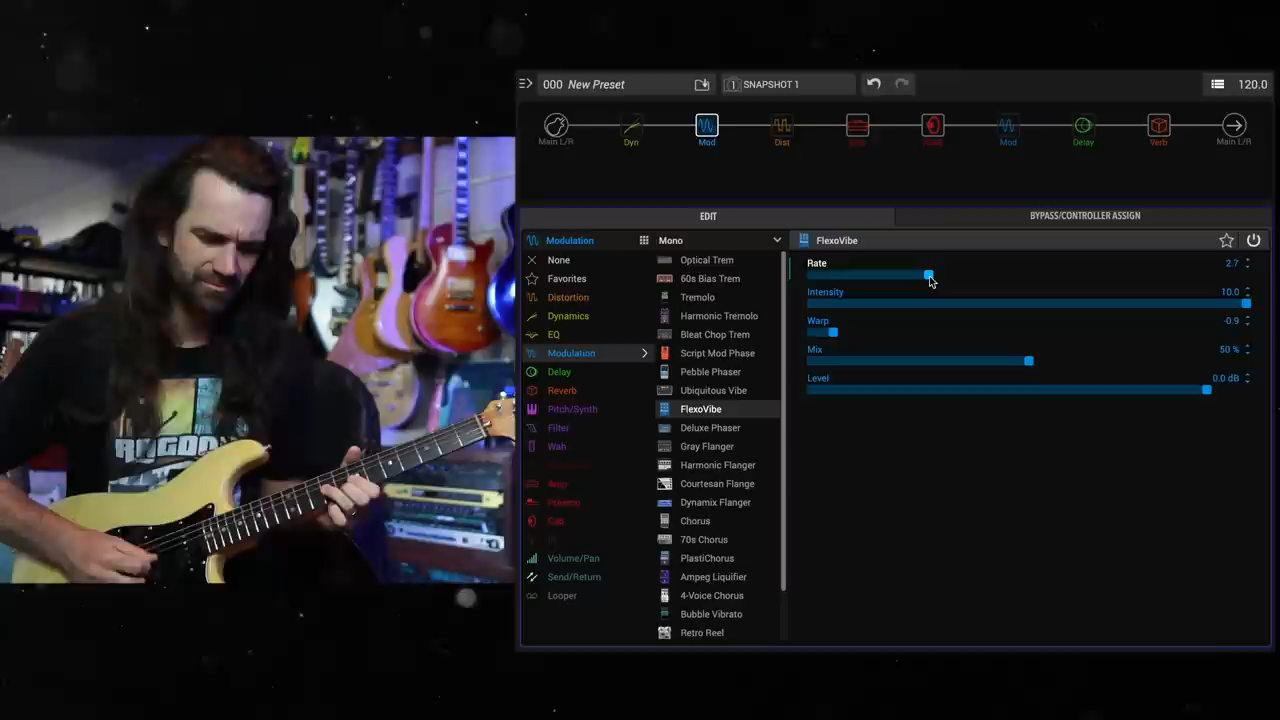 000 New Preset
1 SNAPSHOT 1
120.0
Main L/R
Dyn
Mod
Dist
Mod
Delay
Verb
Main L/R
EDIT
BYPASS/CONTROLLER ASSIGN
Modulation
Mono
FlexoVibe
None
Favorites
Distortion
Dynamics
EQ
Modulation
Delay
Reverb
Pitch/Synth
Filter
Wah
Amp
Preamp
Cab
IR
Volume/Pan
Send/Return
Looper
Optical Trem
60s Bias Trem
Tremolo
Harmonic Tremolo
Bleat Chop Trem
Script Mod Phase
Pebble Phaser
Ubiquitous Vibe
FlexoVibe
Deluxe Phaser
Gray Flanger
Harmonic Flanger
Courtesan Flange
Dynamix Flanger
Chorus
70s Chorus
PlastiChorus
Ampeg Liquifier
4-Voice Chorus
Bubble Vibrato
Retro Reel
Rate 2.7
Intensity 10.0
Warp -0.9
Mix 50 %
Level 0.0 dB